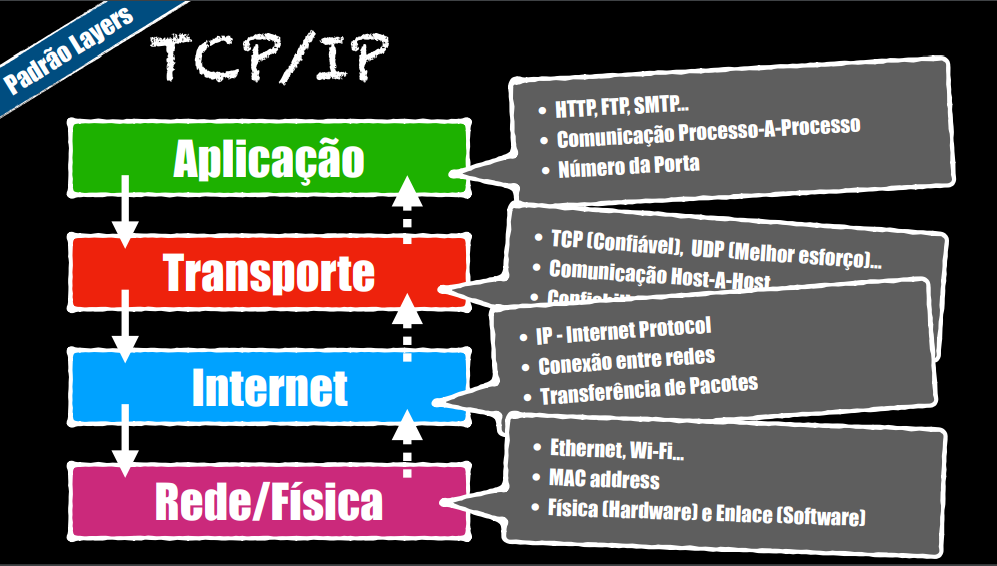 Padrão Layers
TCP/IP
Aplicação
• HTTP, FTP, SMTP...
• Comunicação Processo-A-Processo
• Número da Porta
Transporte
• TCP (Confiável), UDP (Melhor esforço)...
• Comunicação Host-A-Host
Internet
• IP - Internet Protocol
• Conexão entre redes
• Transferência de Pacotes
Rede/Física
• Ethernet, Wi-Fi...
• MAC address
• Física (Hardware) e Enlace (Software)